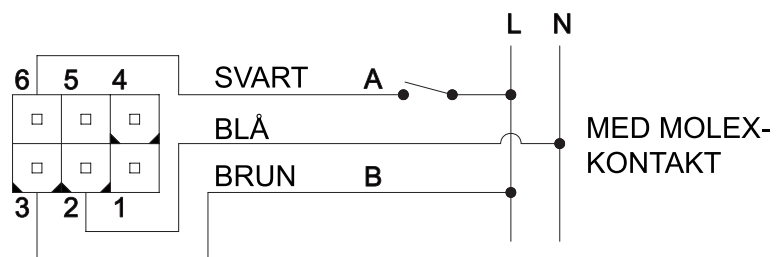 L N
6 5 4
SVART A
BLÅ
BRUN B
3 2 1
MED MOLEX-
KONTAKT